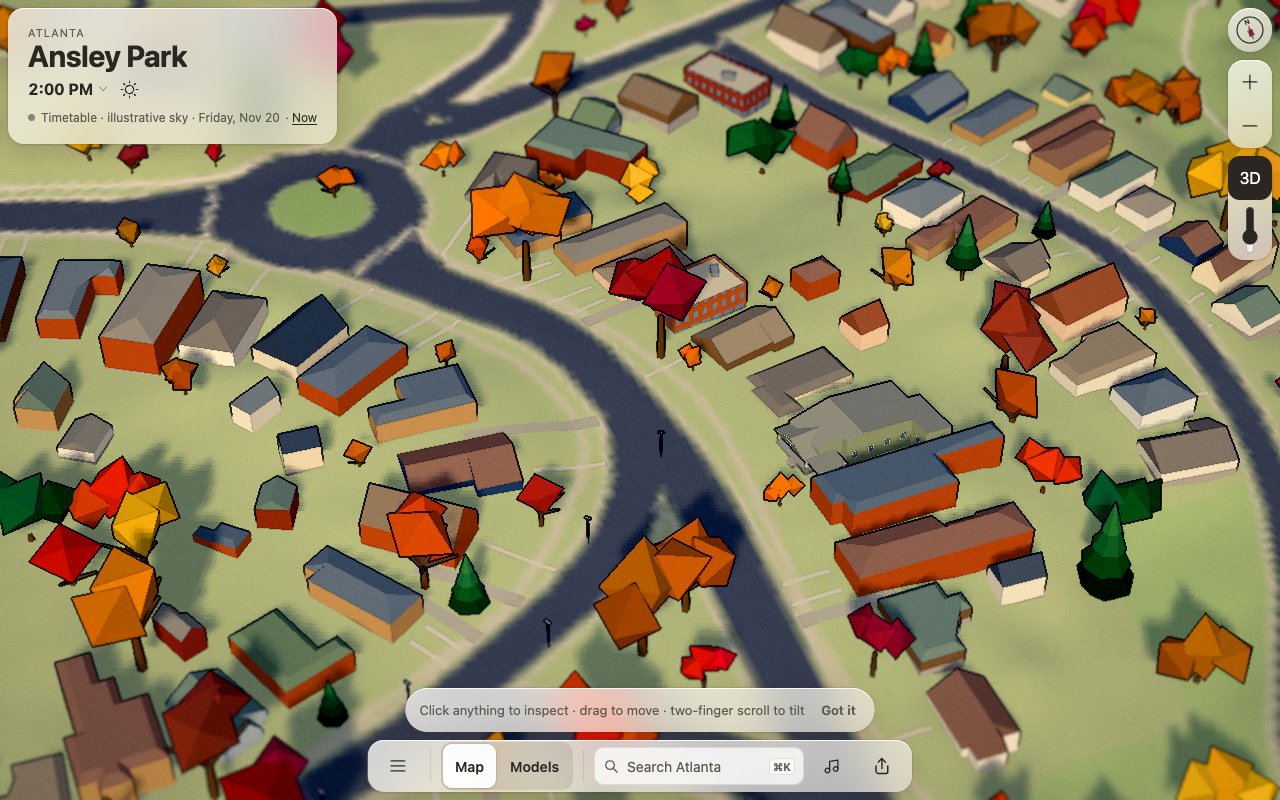 ATLANTA
Ansley Park
2:00 PM
Timetable · illustrative sky · Friday, Nov 20 · Now
N
+
−
3D
Click anything to inspect · drag to move · two-finger scroll to tilt Got it
Map Models Search Atlanta ⌘K